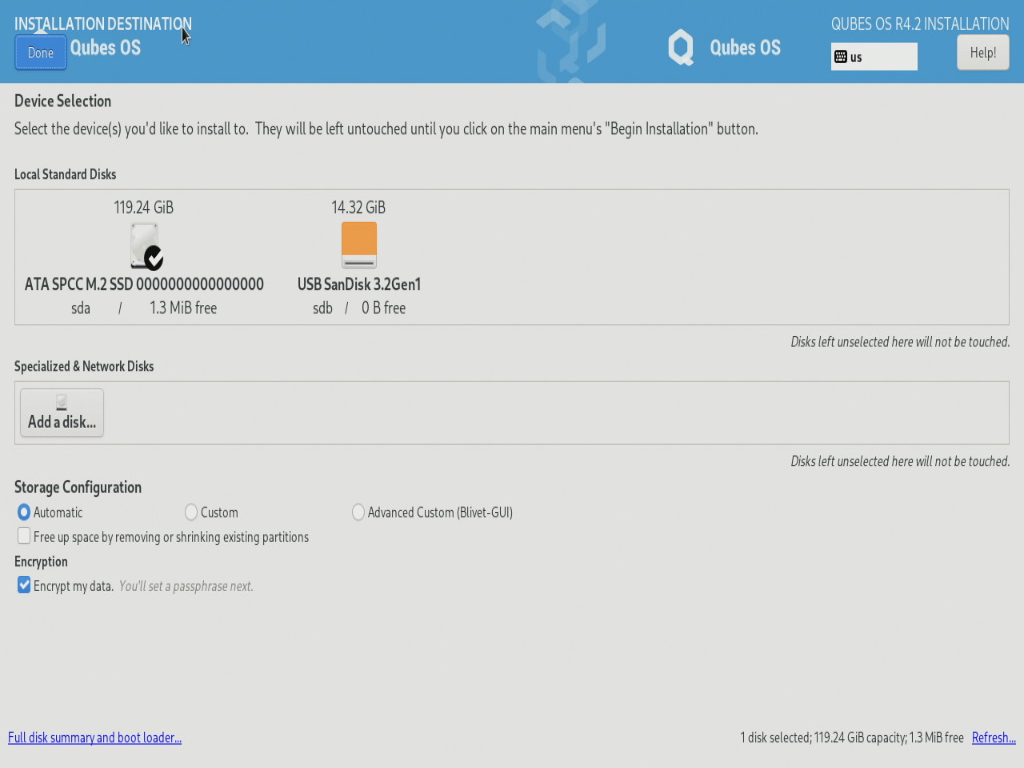 INSTALLATION DESTINATION
QUBES OS R4.2 INSTALLATION
Done
Qubes OS
Qubes OS
us
Help!
Device Selection
Select the device(s) you'd like to install to. They will be left untouched until you click on the main menu's "Begin Installation" button.
Local Standard Disks
119.24 GiB
14.32 GiB
ATA SPCC M.2 SSD 0000000000000000
USB SanDisk 3.2Gen1
sda / 1.3 MiB free
sdb / 0 B free
Disks left unselected here will not be touched.
Specialized & Network Disks
Add a disk...
Disks left unselected here will not be touched.
Storage Configuration
Automatic
Custom
Advanced Custom (Blivet-GUI)
Free up space by removing or shrinking existing partitions
Encryption
Encrypt my data. You'll set a passphrase next.
Full disk summary and boot loader...
1 disk selected; 119.24 GiB capacity; 1.3 MiB free Refresh...